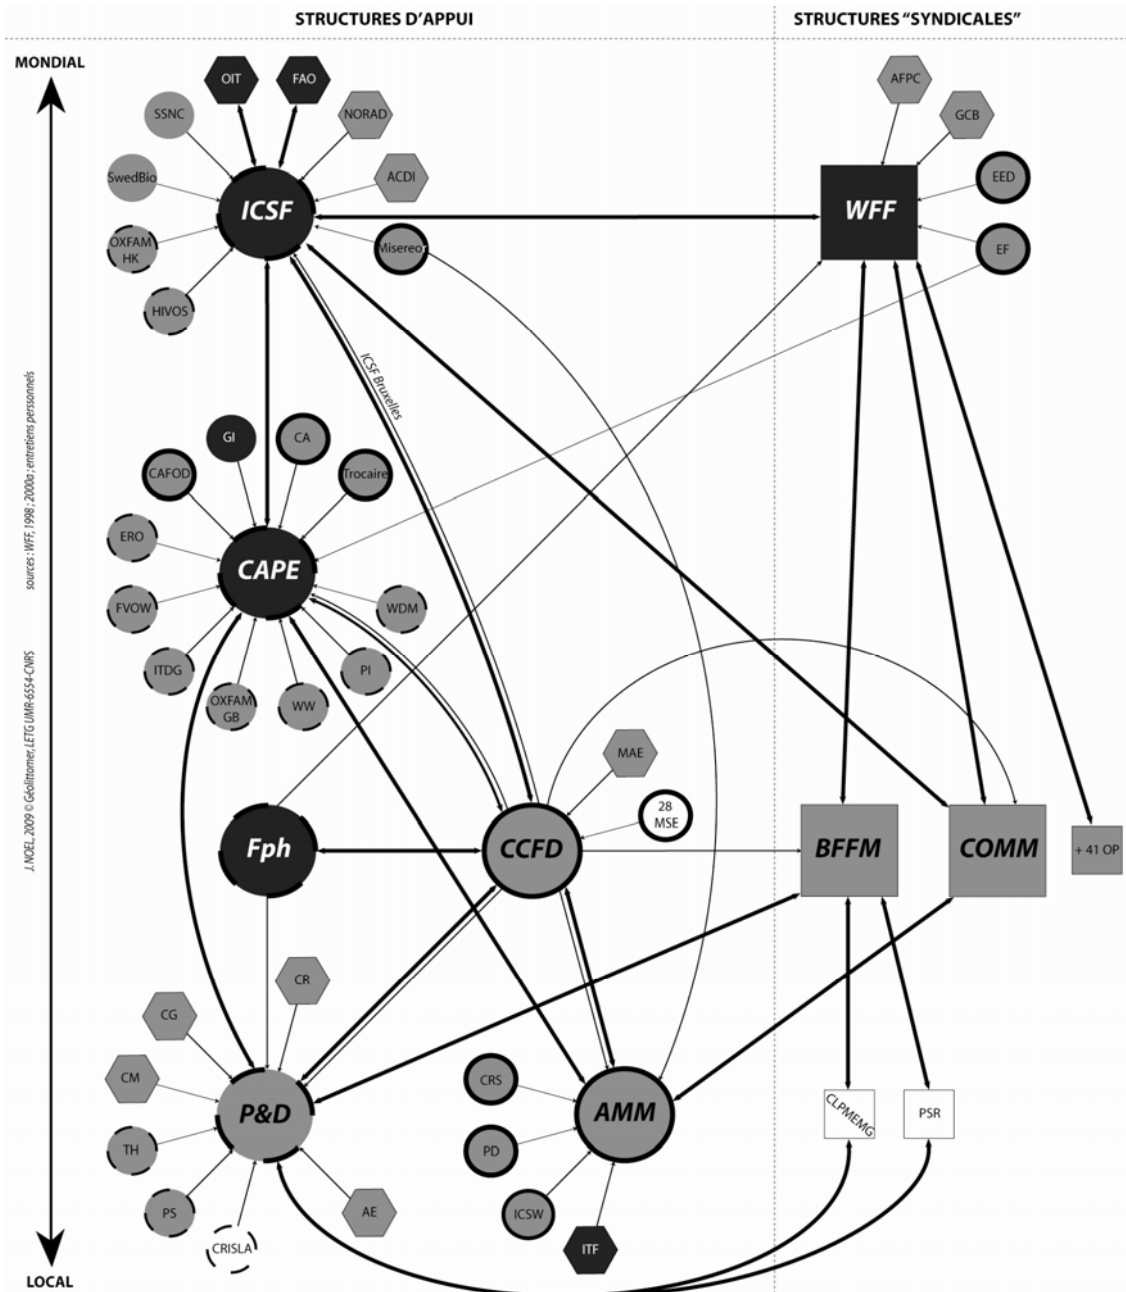 STRUCTURES D'APPUI
STRUCTURES "SYNDICALES"
MONDIAL
OIT
FAO
AFPC
SSNC
NORAD
GCB
SwedBio
ACDI
EED
ICSF
WFF
OXFAM
HK
Misereor
EF
HIVOS
ICSF Bruxelles
sources : WFF, 1998 ; 2000a ; entretiens perssonnels
GI
CA
CAFOD
Trocaire
ERO
CAPE
FVOW
WDM
ITDG
PI
OXFAM
GB
WW
J. NOEL, 2009 © Géolittomer, LETG UMR-6554-CNRS
MAE
28
MSE
Fph
CCFD
BFFM
COMM
+ 41 OP
CR
CG
CM
CRS
P&D
AMM
CLPMEMG
PSR
TH
PD
PS
AE
ICSW
CRISLA
ITF
LOCAL